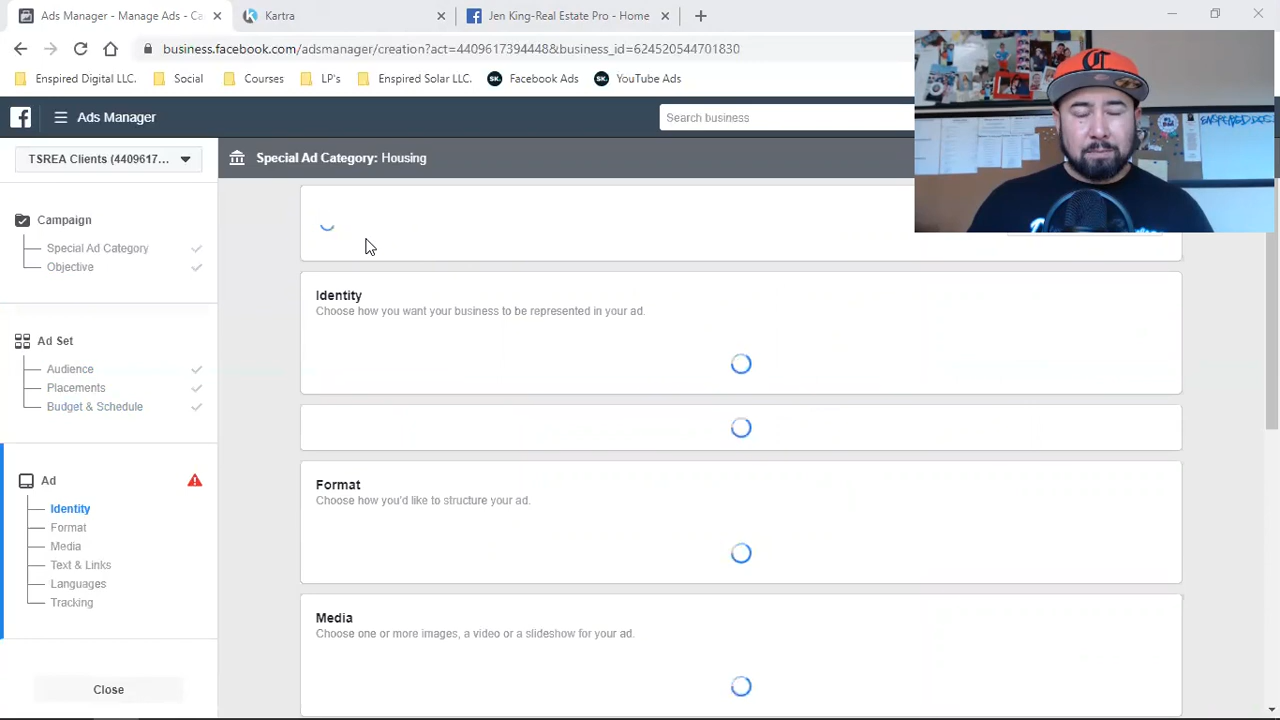 Ads Manager - Manage Ads - Ca
Kartra
Jen King-Real Estate Pro - Home
business.facebook.com/adsmanager/creation?act=4409617394448&business_id=624520544701830
Enspired Digital LLC.
Social
Courses
LP's
Enspired Solar LLC.
SK.
Facebook Ads
SK.
YouTube Ads
Ads Manager
Search business
TSREA Clients (4409617...
Special Ad Category: Housing
Campaign
Special Ad Category
Objective
Ad Set
Audience
Placements
Budget & Schedule
Ad
Identity
Format
Media
Text & Links
Languages
Tracking
Close
Identity
Choose how you want your business to be represented in your ad.
Format
Choose how you'd like to structure your ad.
Media
Choose one or more images, a video or a slideshow for your ad.